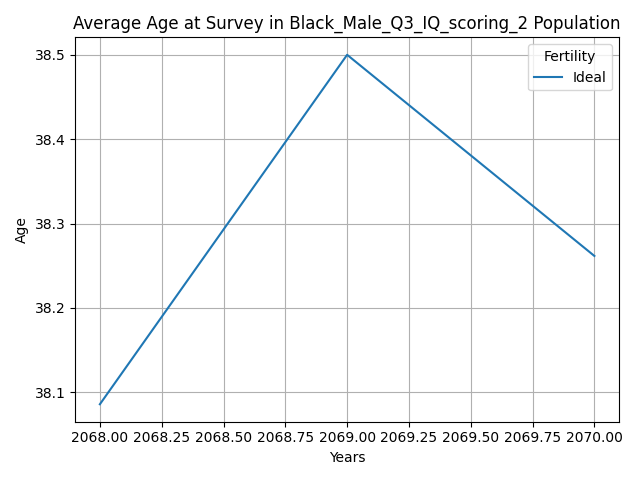 Average Age at Survey in Black_Male_Q3_IQ_scoring_2 Population
Fertility
Ideal
38.5
38.4
38.3
38.2
38.1
Age
2068.00 2068.25 2068.50 2068.75 2069.00 2069.25 2069.50 2069.75 2070.00
Years